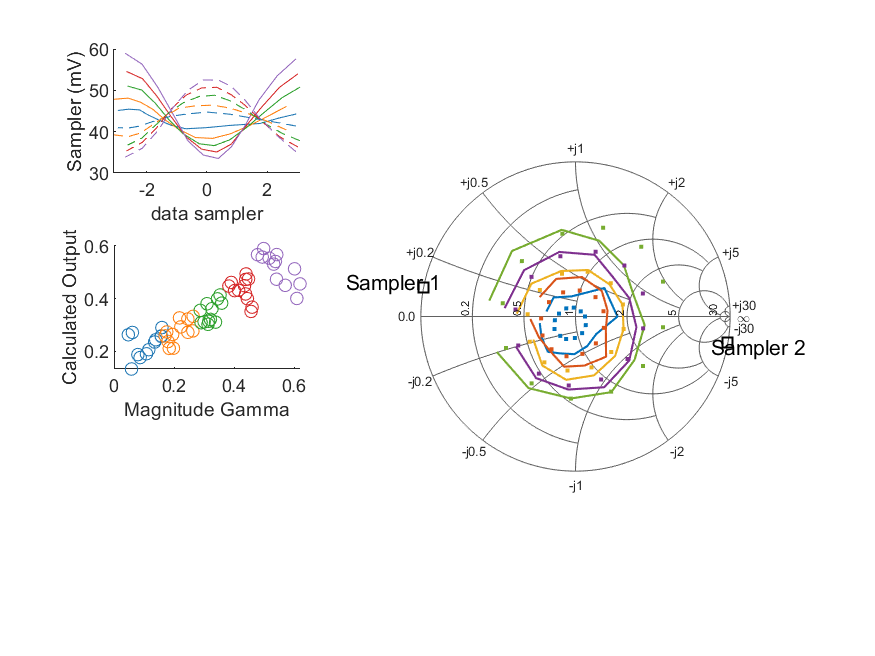 60
50
40
30
Sampler (mV)
-2
0
2
data sampler
0.6
0.4
0.2
Calculated Output
0
0.2
0.4
0.6
Magnitude Gamma
+j1
+j0.5
+j2
+j0.2
+j5
Sampler 1
+j30
0.0
0.2
0.5
1
2
5
30
∞
-j30
Sampler 2
-j0.2
-j5
-j0.5
-j2
-j1